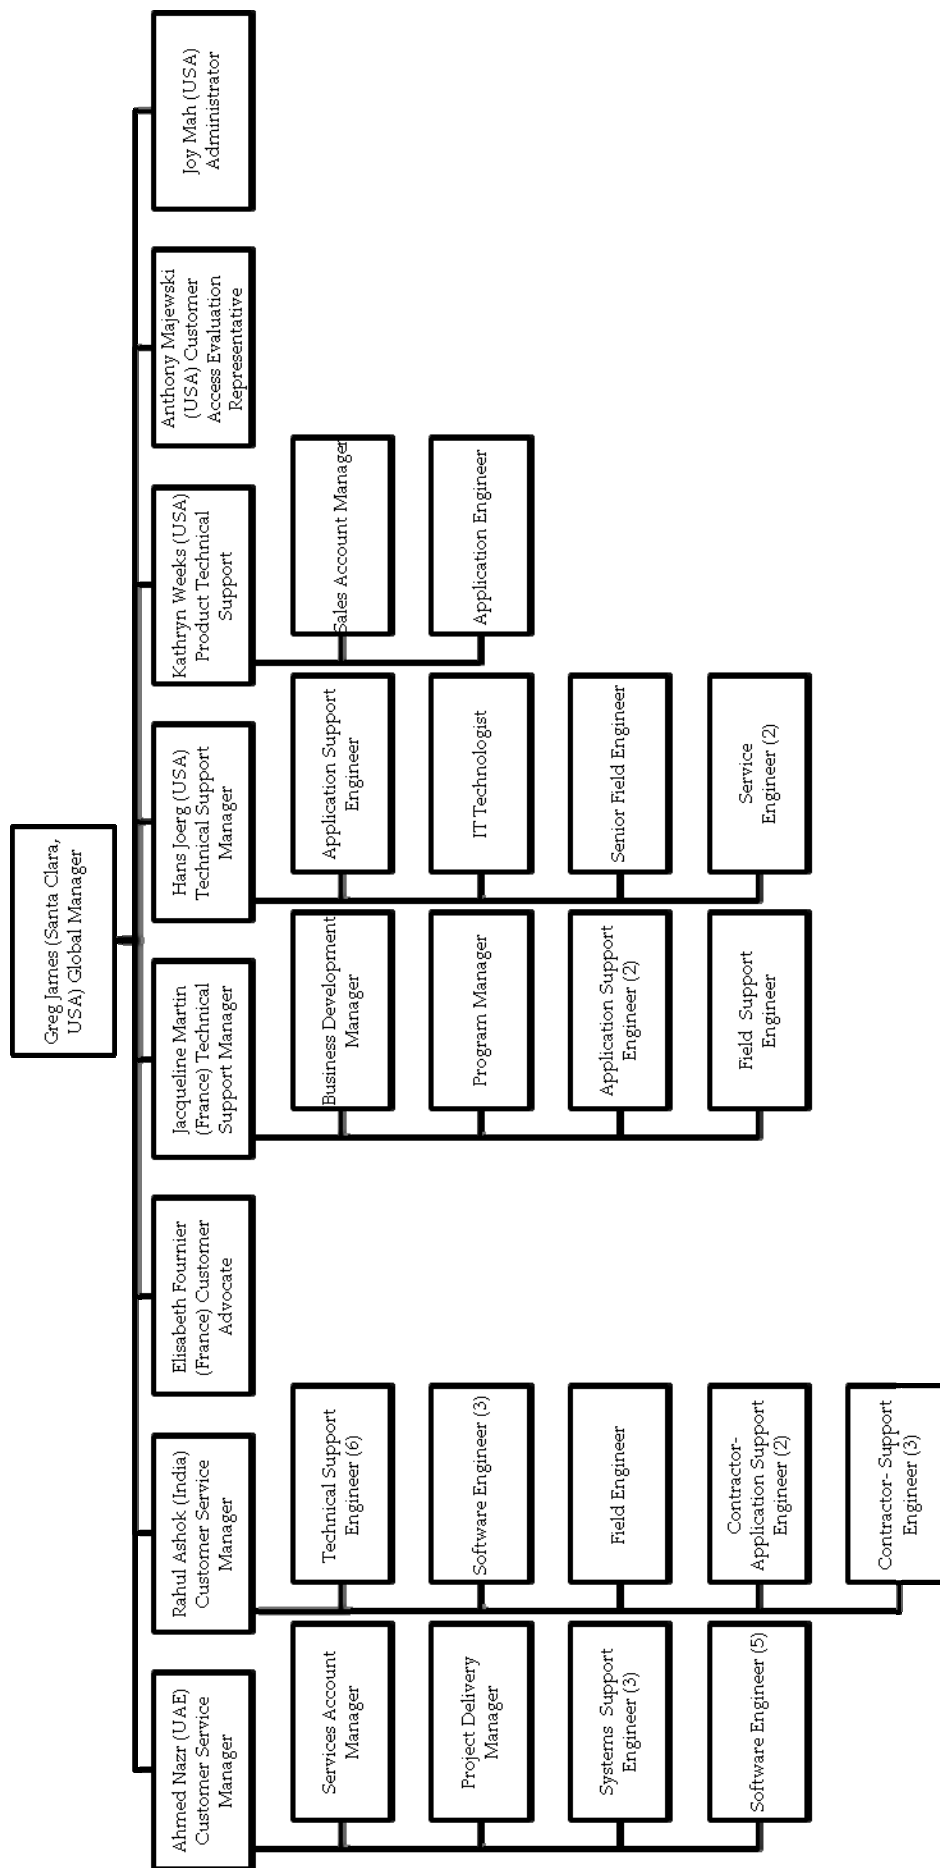 Greg James (Santa Clara,
USA) Global Manager
Ahmed Nazr (UAE)
Customer Service
Manager
Rahul Ashok (India)
Customer Service
Manager
Elisabeth Fournier
(France) Customer
Advocate
Jacqueline Martin
(France) Technical
Support Manager
Hans Joerg (USA)
Technical Support
Manager
Kathryn Weeks (USA)
Product Technical
Support
Anthony Majewski
(USA) Customer
Access Evaluation
Representative
Joy Mah (USA)
Administrator
Services Account
Manager
Project Delivery
Manager
Systems Support
Engineer (3)
Software Engineer (5)
Technical Support
Engineer (6)
Software Engineer (3)
Field Engineer
Contractor-
Application Support
Engineer (2)
Contractor- Support
Engineer (3)
Business Development
Manager
Program Manager
Application Support
Engineer (2)
Field Support
Engineer
Application Support
Engineer
IT Technologist
Senior Field Engineer
Service
Engineer (2)
Sales Account Manager
Application Engineer